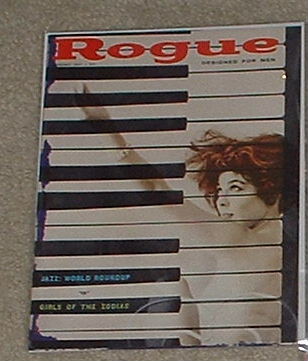 Rogue
DESIGNED FOR MEN
JAZZ: WORLD ROUNDUP
GIRLS OF THE ZODIAC